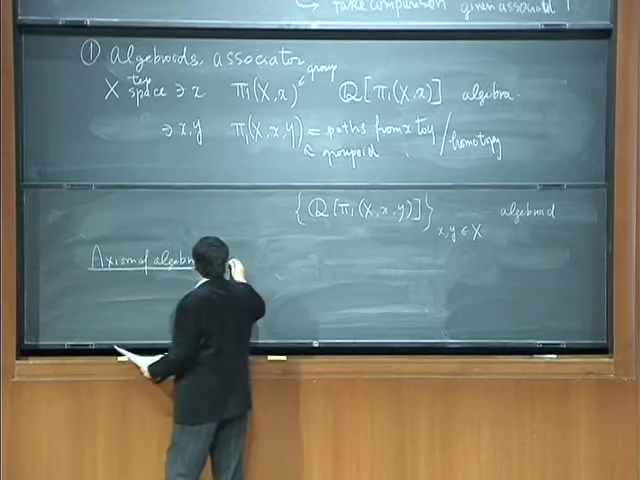 ↳ take comparison given associat
① algebroids, associator
X top space ∋ x π₁(X,x) ← group ℚ[π₁(X,x)] algebra.
∋ x,y π₁(X,x,y) = paths from x to y / homotopy
↖ groupoid
{ℚ[π₁(X,x,y)]}x,y∈X algebroid
Axiom of algebr